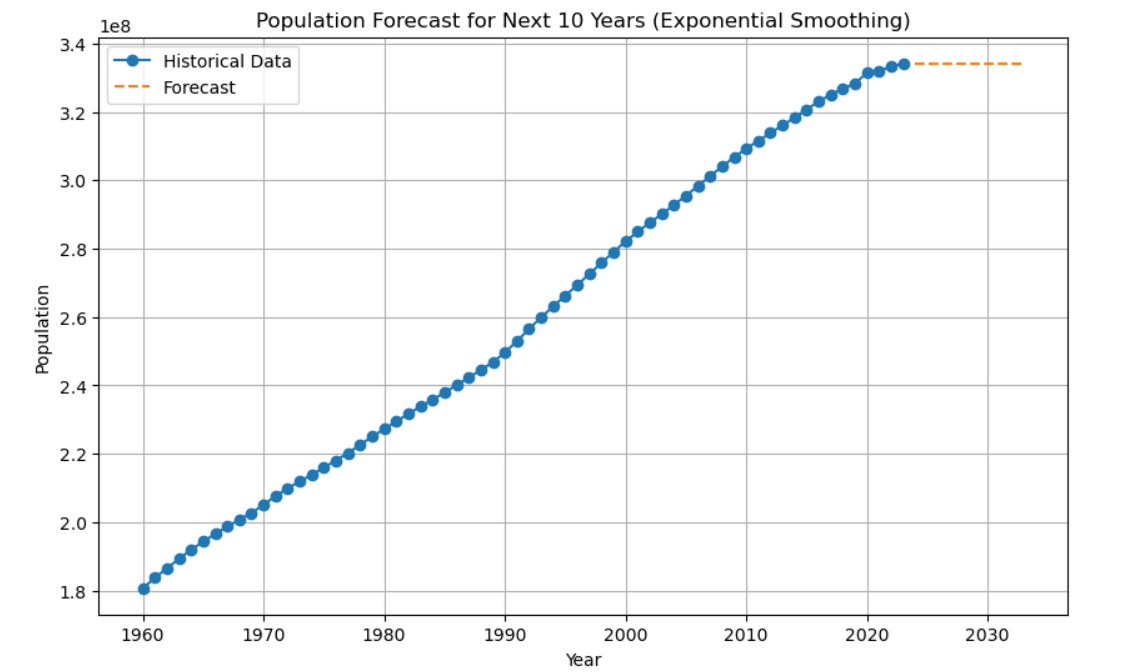 Population Forecast for Next 10 Years (Exponential Smoothing)
1e8
3.4
3.2
3.0
2.8
2.6
2.4
2.2
2.0
1.8
Population
Historical Data
Forecast
1960 1970 1980 1990 2000 2010 2020 2030
Year